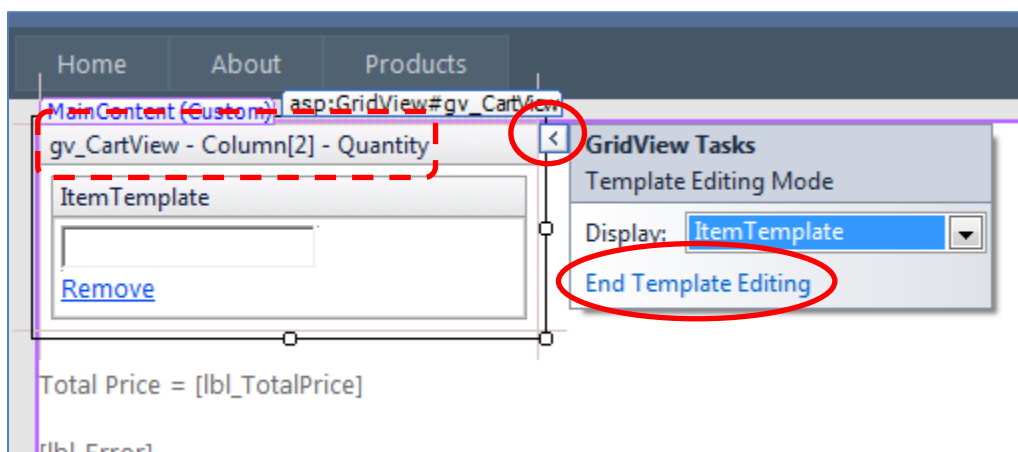 Home About Products
MainContent (Custom) asp:GridView#gv_CartView
gv_CartView - Column[2] - Quantity
<
GridView Tasks
Template Editing Mode
ItemTemplate
Display: ItemTemplate
Remove
End Template Editing
Total Price = [lbl_TotalPrice]
[lbl_Error]